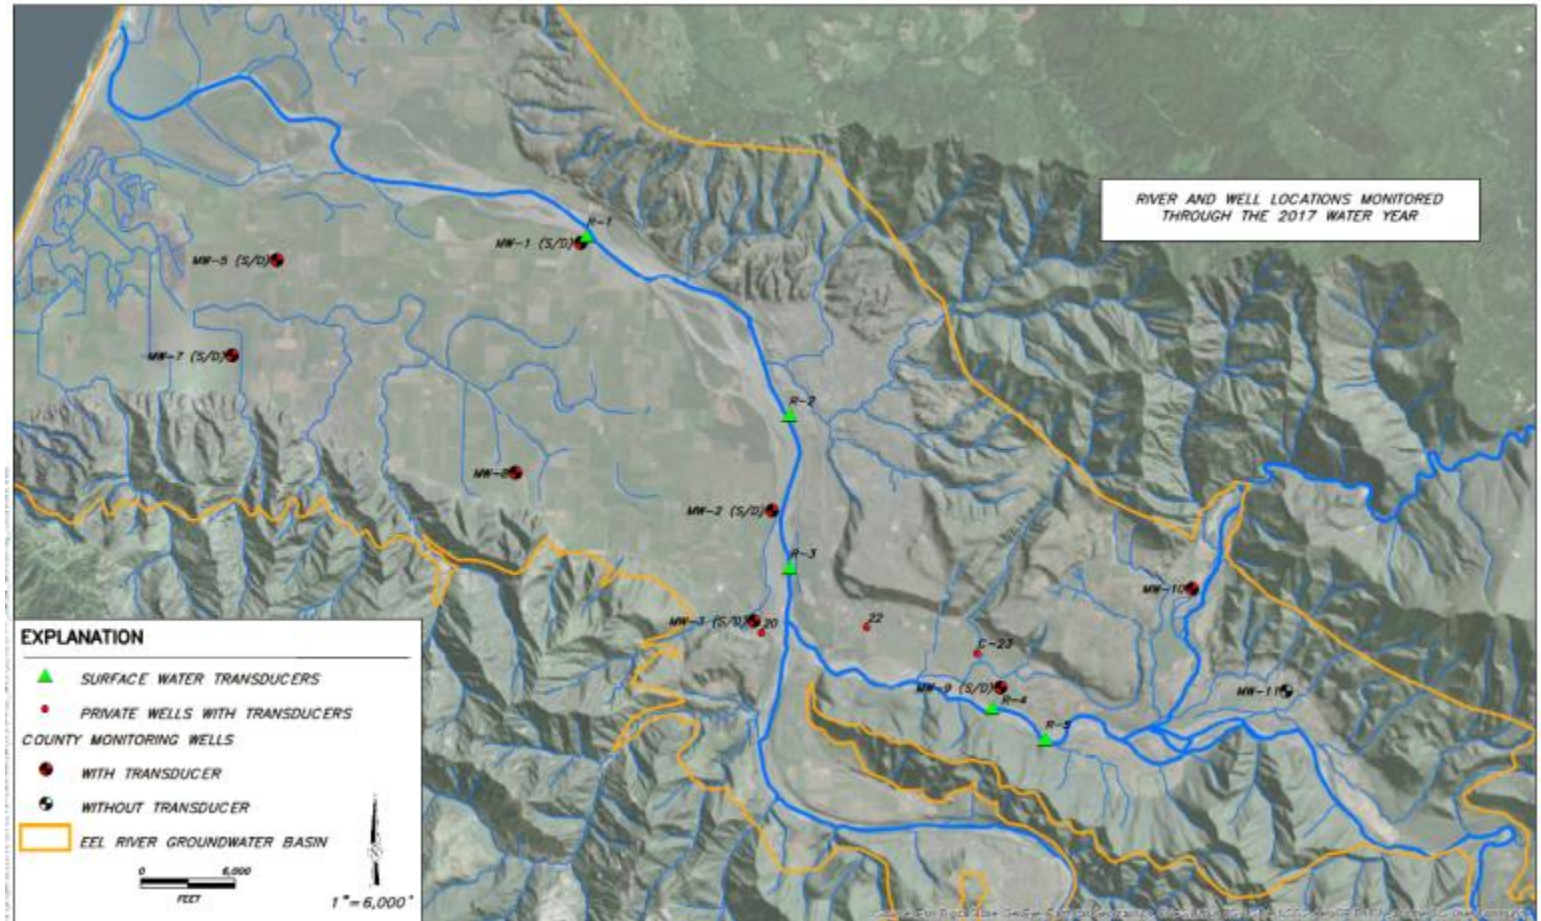 RIVER AND WELL LOCATIONS MONITORED
THROUGH THE 2017 WATER YEAR
R-1
MW-1 (S/D)
MW-5 (S/D)
MW-7 (S/D)
R-2
MW-8
MW-2 (S/D)
R-3
MW-10
MW-3 (S/D)
20
22
C-23
MW-9 (S/D)
R-4
MW-11
R-5
EXPLANATION
SURFACE WATER TRANSDUCERS
PRIVATE WELLS WITH TRANSDUCERS
COUNTY MONITORING WELLS
WITH TRANSDUCER
WITHOUT TRANSDUCER
EEL RIVER GROUNDWATER BASIN
0 6,000
FEET
1"=6,000'